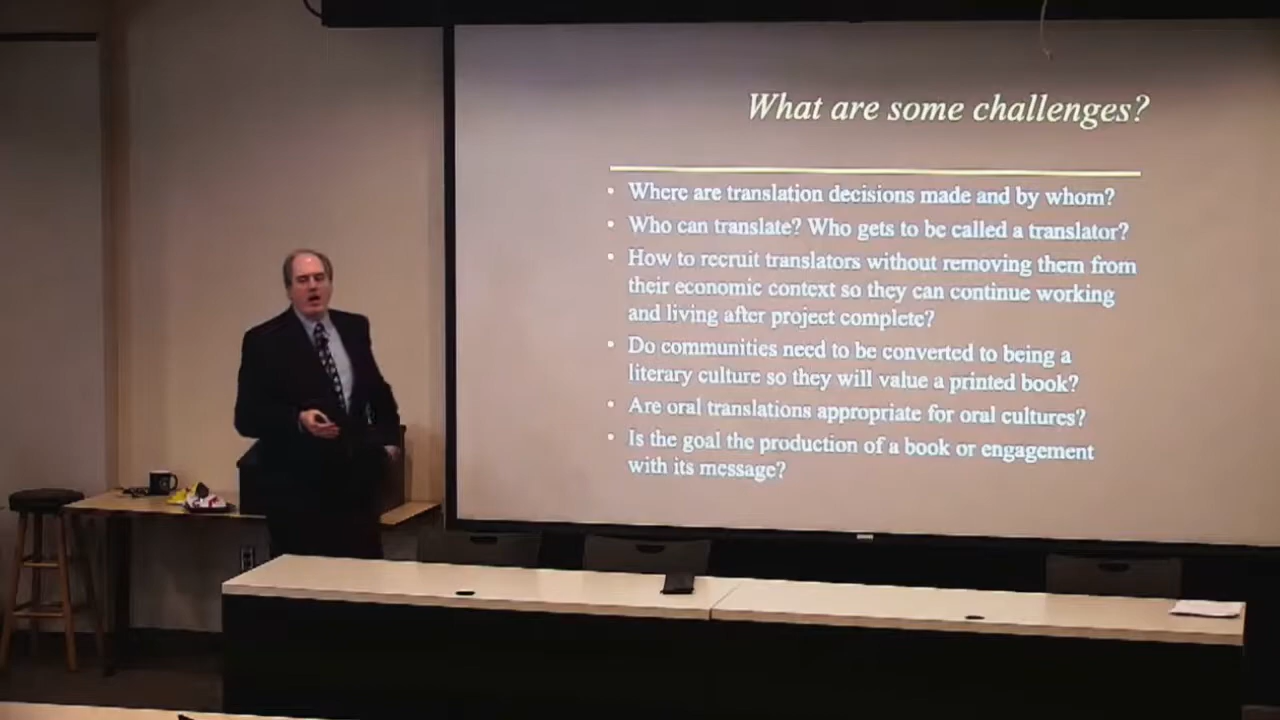 What are some challenges?
• Where are translation decisions made and by whom?
• Who can translate? Who gets to be called a translator?
• How to recruit translators without removing them from
their economic context so they can continue working
and living after project complete?
• Do communities need to be converted to being a
literary culture so they will value a printed book?
• Are oral translations appropriate for oral cultures?
• Is the goal the production of a book or engagement
with its message?